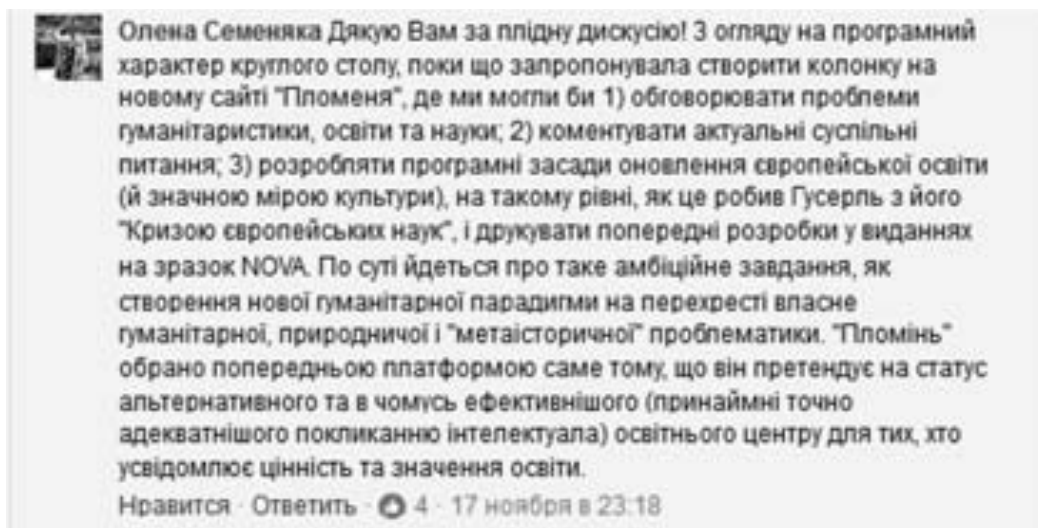 Олена Семеняка Дякую Вам за плідну дискусію! З огляду на програмний
характер круглого столу, поки що запропонувала створити колонку на
новому сайті "Пломеня", де ми могли би 1) обговорювати проблеми
гуманітаристики, освіти та науки; 2) коментувати актуальні суспільні
питання; 3) розробляти програмні засади оновлення європейської освіти
(й значною мірою культури), на такому рівні, як це робив Гусерль з його
"Кризою європейських наук", і друкувати попередні розробки у виданнях
на зразок NOVA. По суті йдеться про таке амбіційне завдання, як
створення нової гуманітарної парадигми на перехресті власне
гуманітарної, природничої і "метаісторичної" проблематики. "Пломінь"
обрано попередньою платформою саме тому, що він претендує на статус
альтернативного та в чомусь ефективнішого (принаймні точно
адекватнішого покликанню інтелектуала) освітнього центру для тих, хто
усвідомлює цінність та значення освіти.
Нравится · Ответить · 4 · 17 ноября в 23:18